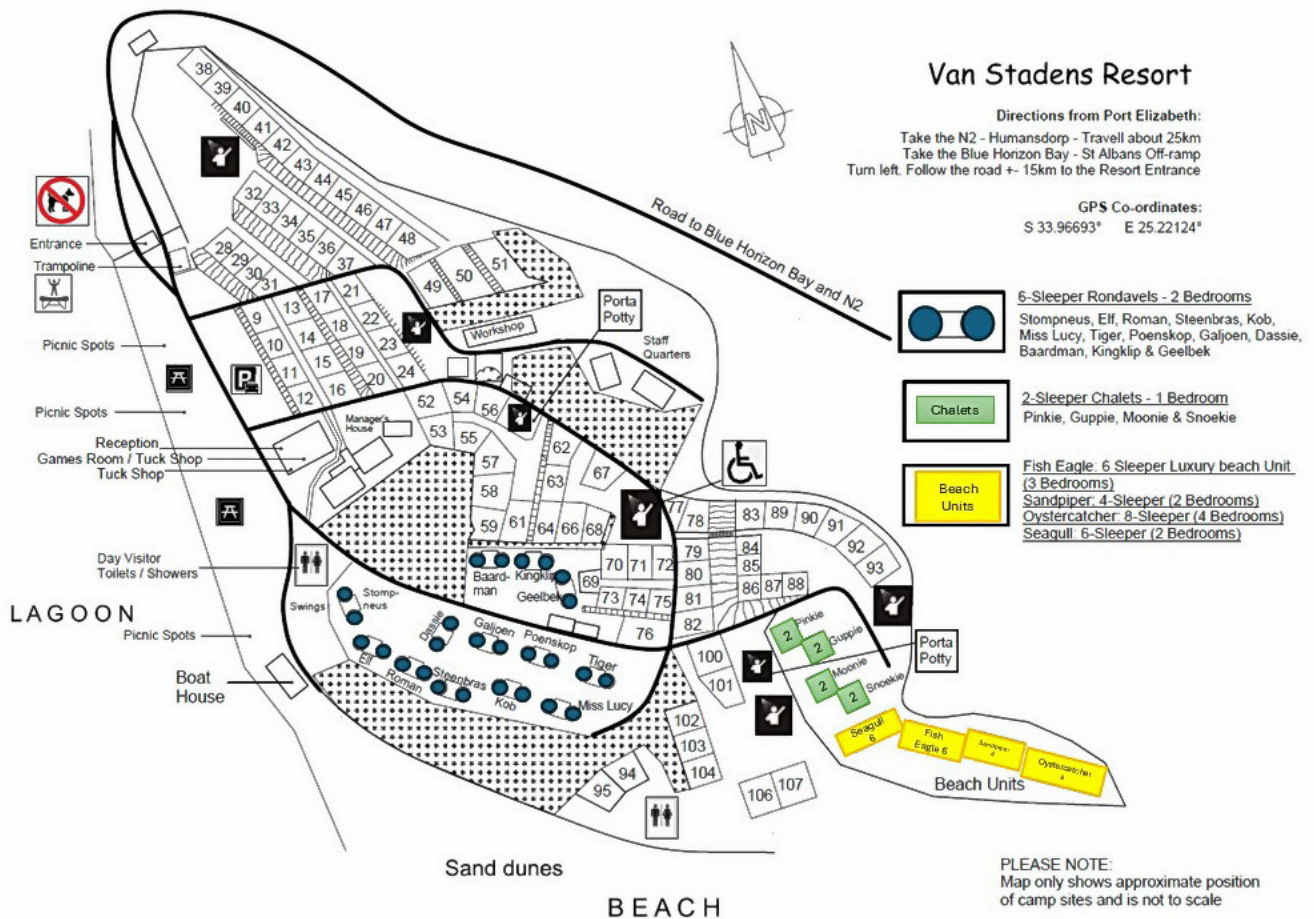 Van Stadens Resort
Directions from Port Elizabeth:
Take the N2 - Humansdorp - Travell about 25km
Take the Blue Horizon Bay - St Albans Off-ramp
Turn left. Follow the road +- 15km to the Resort Entrance
GPS Co-ordinates:
S 33.96693° E 25.22124°
N
Road to Blue Horizon Bay and N2
6-Sleeper Rondavels - 2 Bedrooms
Stompneus, Elf, Roman, Steenbras, Kob,
Miss Lucy, Tiger, Poenskop, Galjoen, Dassie,
Baardman, Kingklip & Geelbek
Chalets
2-Sleeper Chalets - 1 Bedroom
Pinkie, Guppie, Moonie & Snoekie
Beach
Units
Fish Eagle: 6 Sleeper Luxury beach Unit
(3 Bedrooms)
Sandpiper: 4-Sleeper (2 Bedrooms)
Oystercatcher: 8-Sleeper (4 Bedrooms)
Seagull: 6-Sleeper (2 Bedrooms)
38
39
40
41
42
43
44
45
46
47
48
32
33
34
35
36
37
28
29
30
31
49
50
51
Entrance
Trampoline
Picnic Spots
Picnic Spots
P
9
10
11
12
13
14
15
16
17
18
19
20
21
22
23
24
Workshop
Porta
Potty
Staff
Quarters
Manager's
House
Reception
Games Room / Tuck Shop
Tuck Shop
52
53
54
55
56
57
58
59
61
62
63
64
66
67
68
69
70
71
72
73
74
75
76
77
78
79
80
81
82
83
84
85
86
87
88
89
90
91
92
93
Day Visitor
Toilets / Showers
LAGOON
Picnic Spots
Swings
Boat
House
Baard-
man
Kingklip
Geelbek
Stomp-
neus
Elf
Roman
Dassie
Steenbras
Galjoen
Poenskop
Kob
Tiger
Miss Lucy
100
101
102
103
104
94
95
106
107
2
Pinkie
2
Guppie
2
Moonie
2
Snoekie
Porta
Potty
Seagull
6
Fish
Eagle 6
Sandpiper
4
Oystercatcher
Beach Units
Sand dunes
BEACH
PLEASE NOTE:
Map only shows approximate position
of camp sites and is not to scale